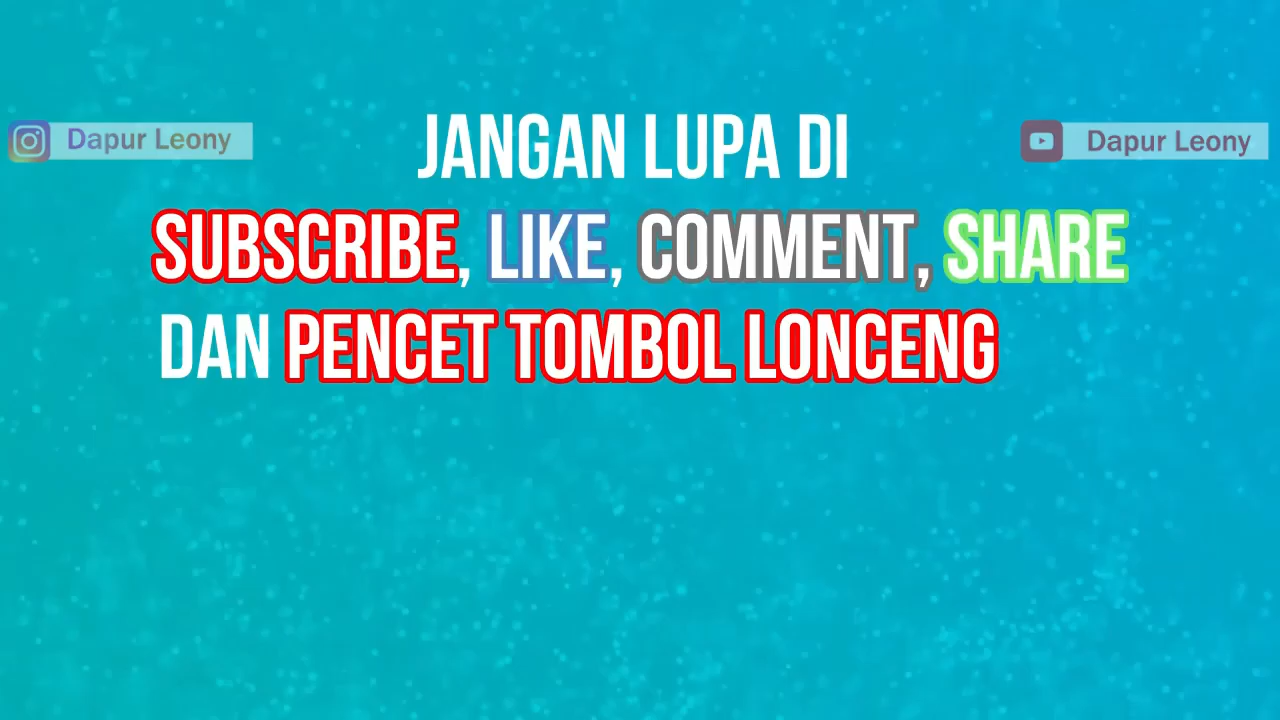 JANGAN LUPA DI
Dapur Leony
Dapur Leony
SUBSCRIBE, LIKE, COMMENT, SHARE
DAN PENCET TOMBOL LONCENG